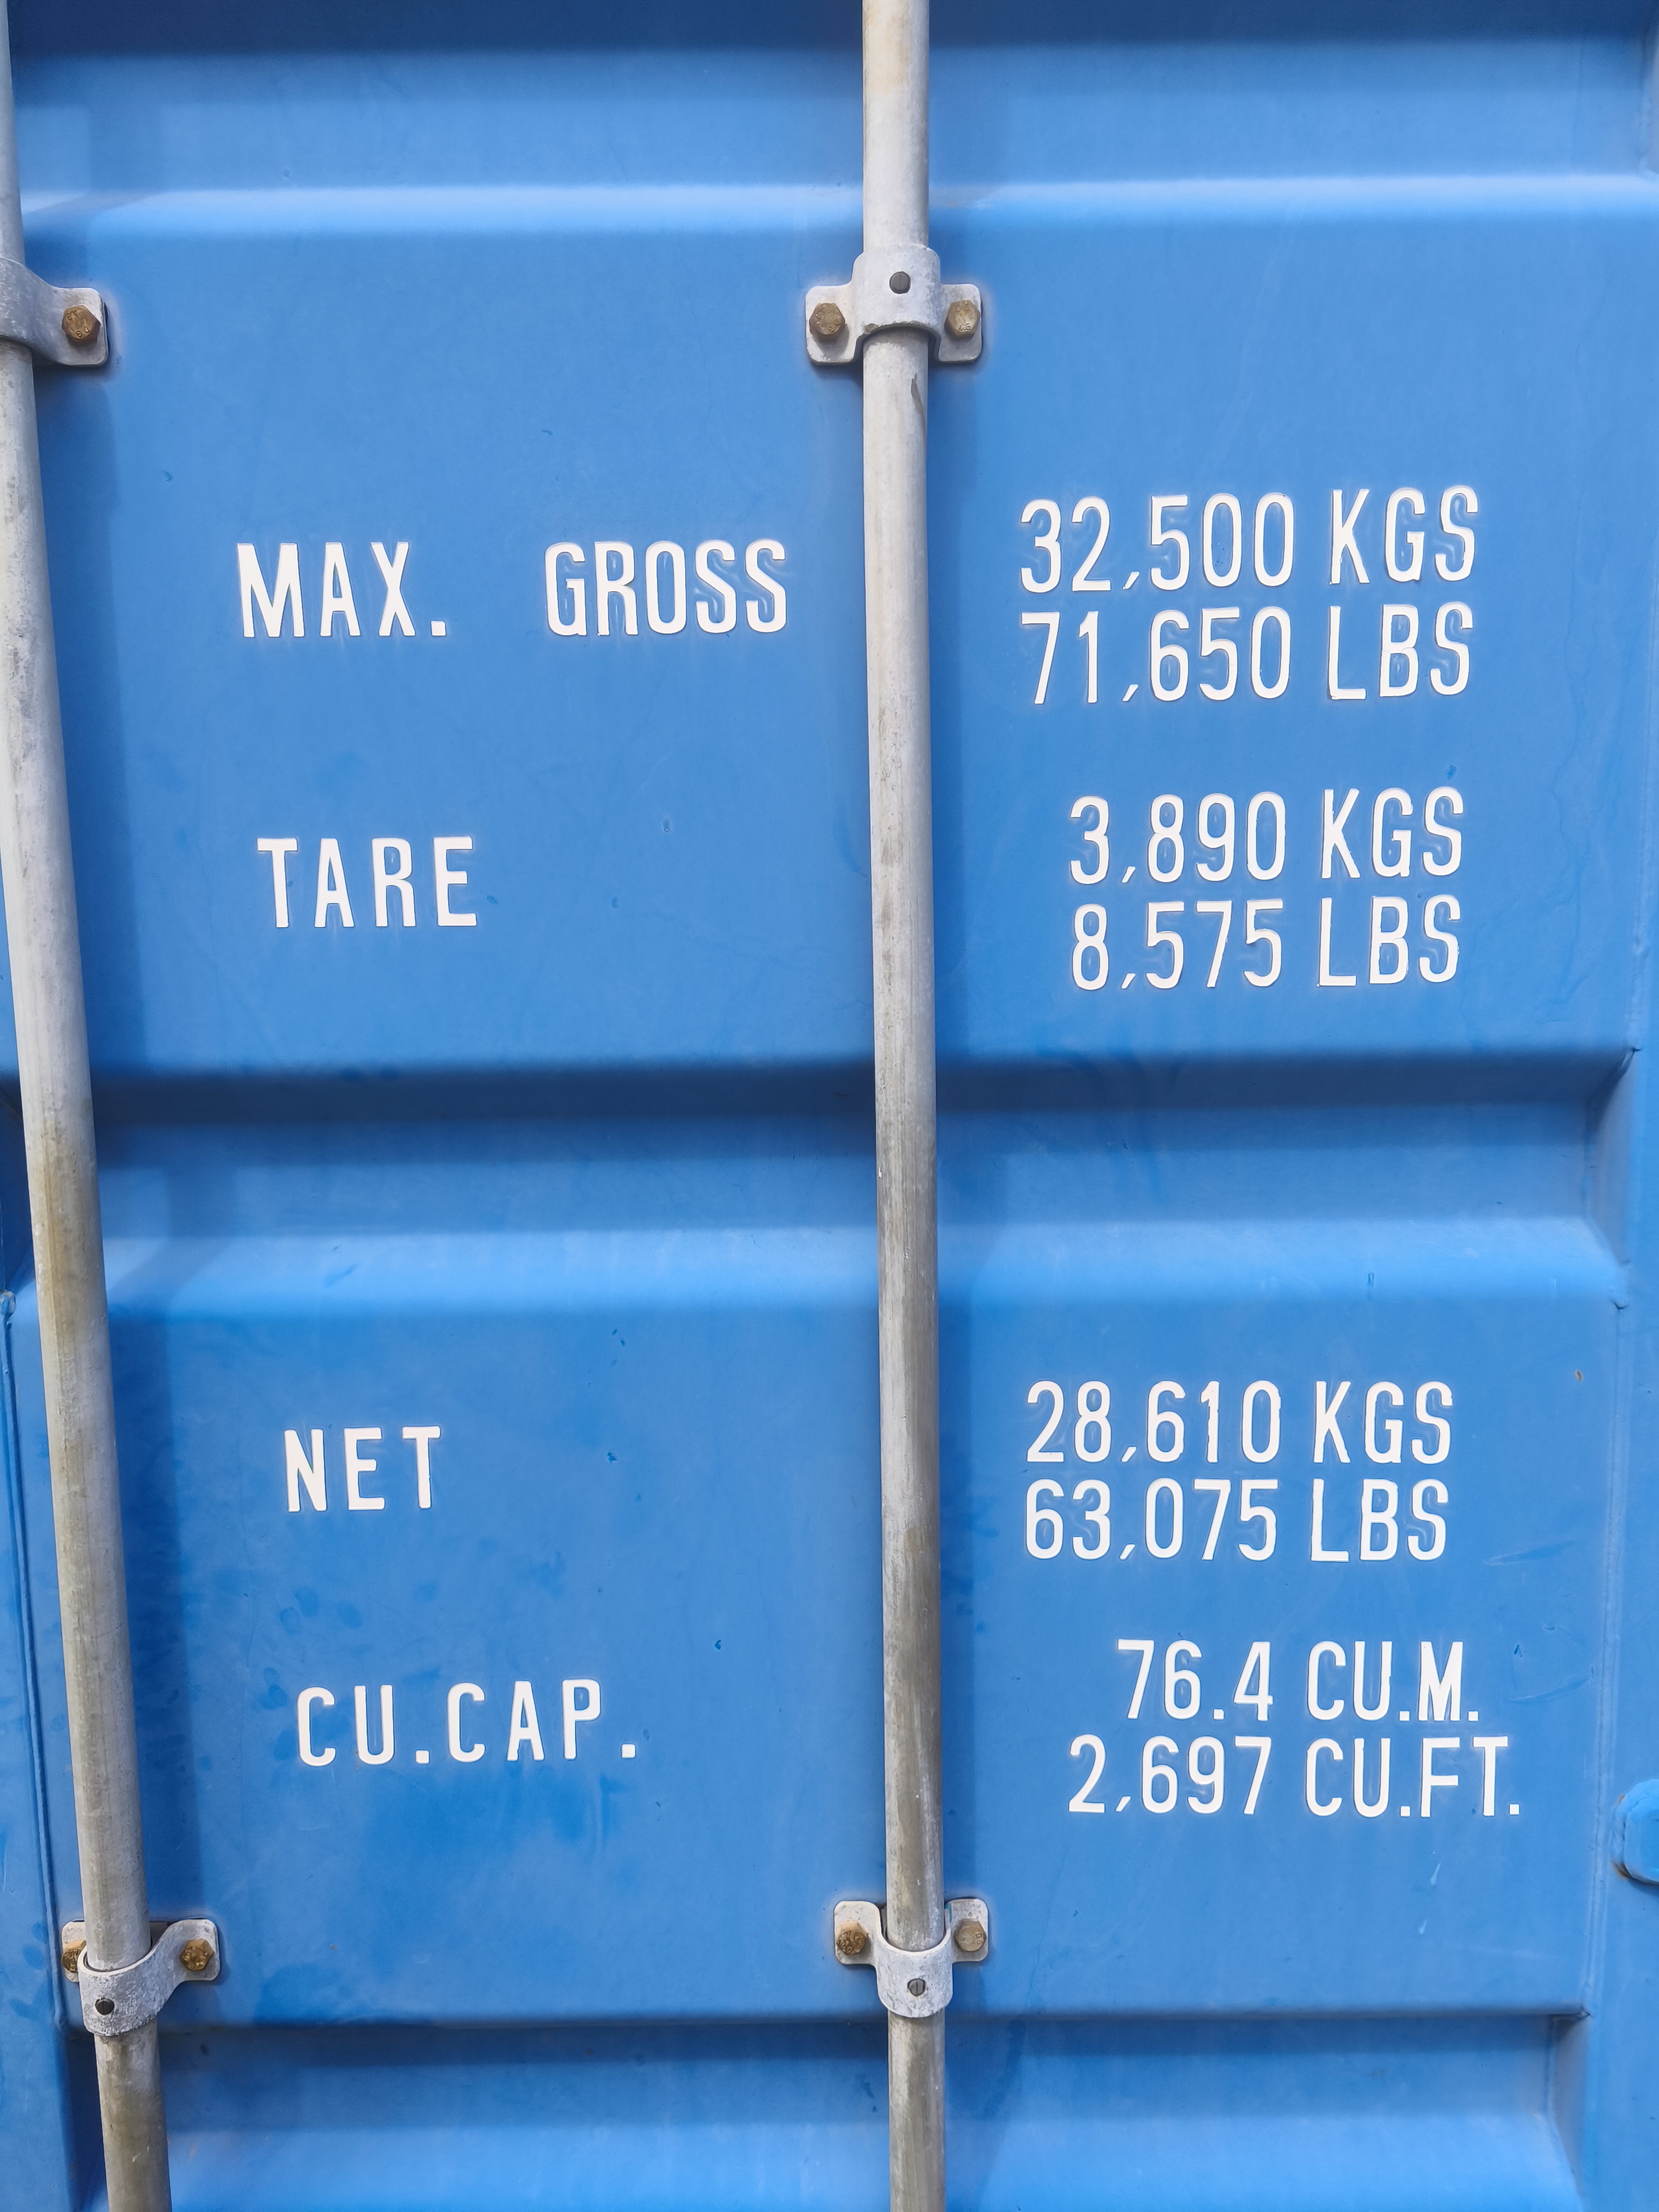 MAX. GROSS 32,500 KGS
71,650 LBS
TARE 3,890 KGS
8,575 LBS
NET 28,610 KGS
63,075 LBS
CU.CAP. 76.4 CU.M.
2,697 CU.FT.